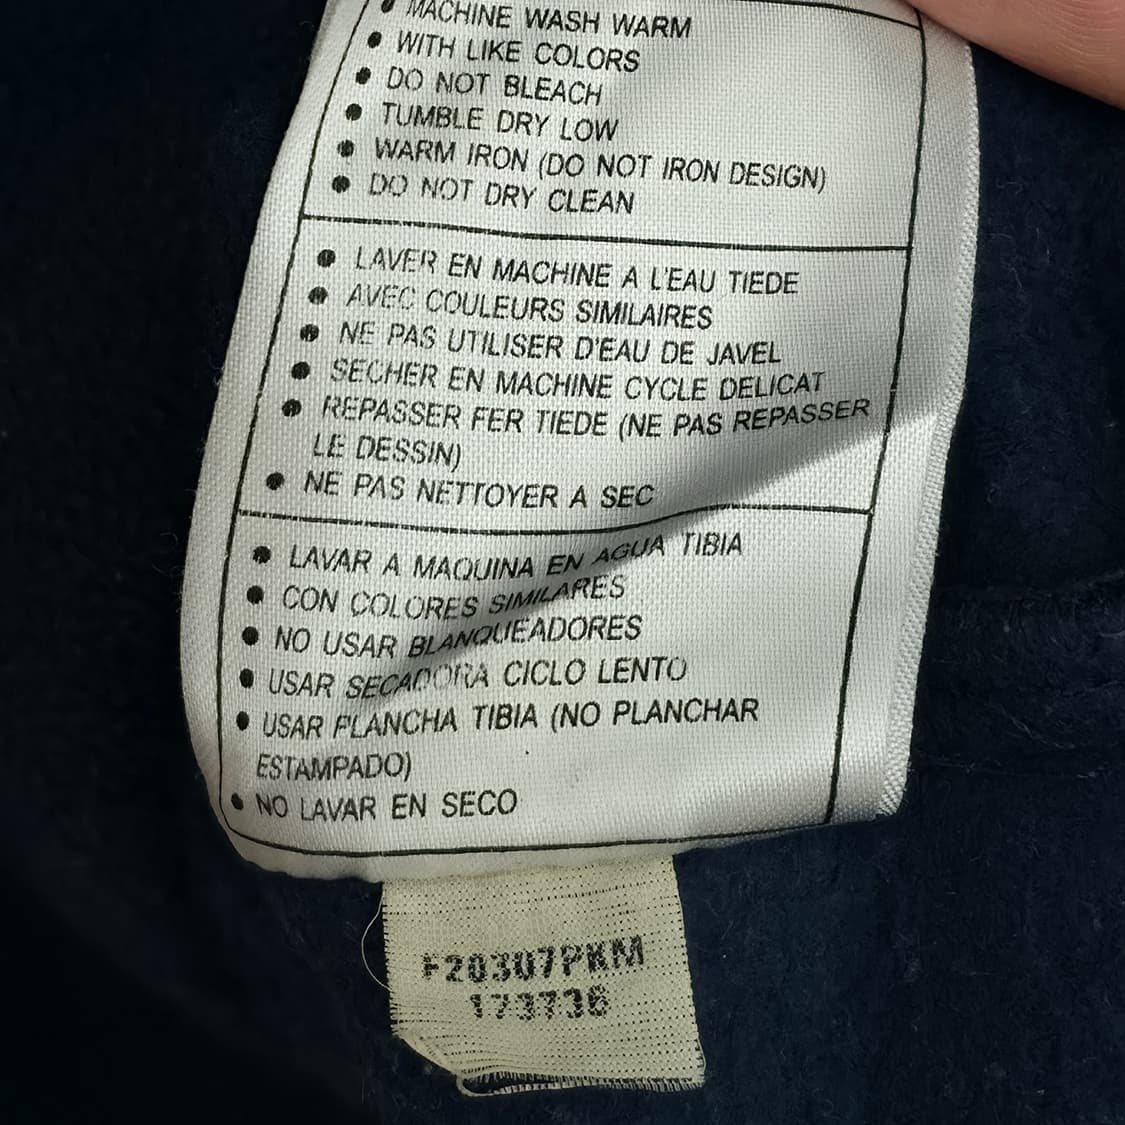 • MACHINE WASH WARM
• WITH LIKE COLORS
• DO NOT BLEACH
• TUMBLE DRY LOW
• WARM IRON (DO NOT IRON DESIGN)
• DO NOT DRY CLEAN
• LAVER EN MACHINE A L'EAU TIEDE
• AVEC COULEURS SIMILAIRES
• NE PAS UTILISER D'EAU DE JAVEL
• SECHER EN MACHINE CYCLE DELICAT
• REPASSER FER TIEDE (NE PAS REPASSER
LE DESSIN)
• NE PAS NETTOYER A SEC
• LAVAR A MAQUINA EN AGUA TIBIA
• CON COLORES SIMILARES
• NO USAR BLANQUEADORES
• USAR SECADORA CICLO LENTO
• USAR PLANCHA TIBIA (NO PLANCHAR
ESTAMPADO)
• NO LAVAR EN SECO
F20307PKM
173736